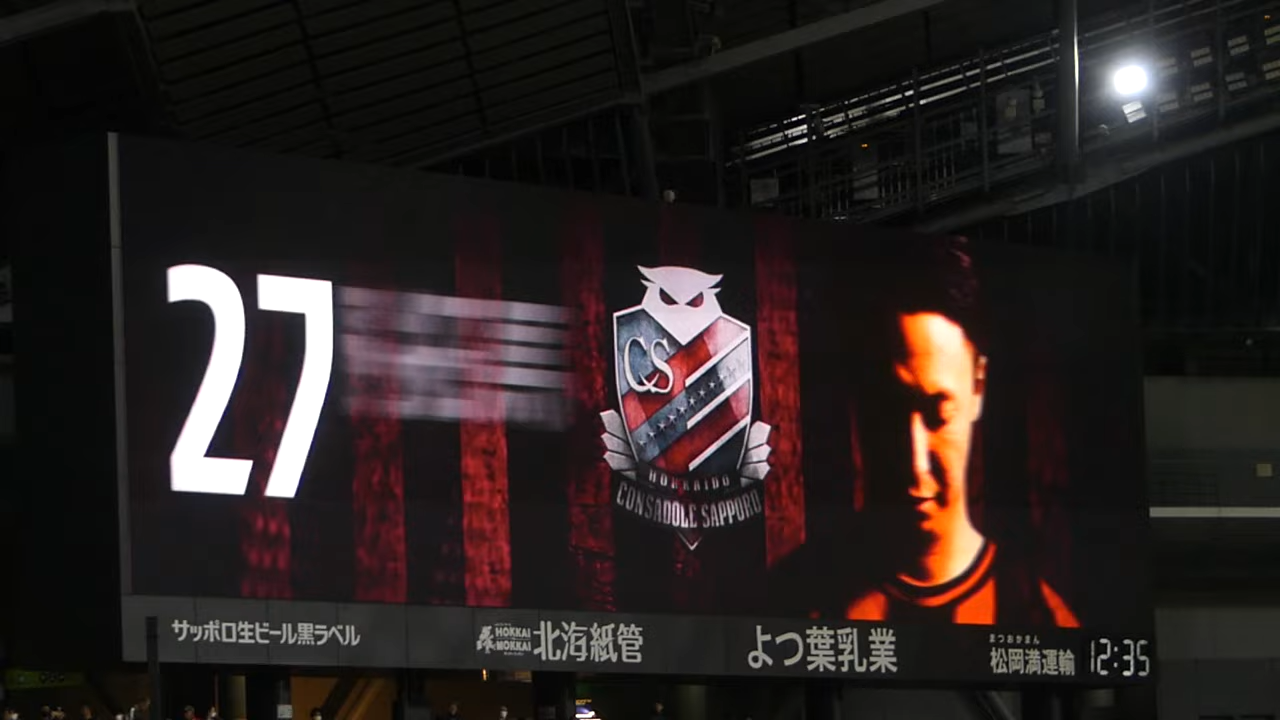 27
CS
HOKKAIDO
CONSADOLE SAPPORO
サッポロ生ビール黒ラベル
HOKKAI
MOKKAI
北海紙管
よつ葉乳業
まつおかまん
松岡満運輸
12:35